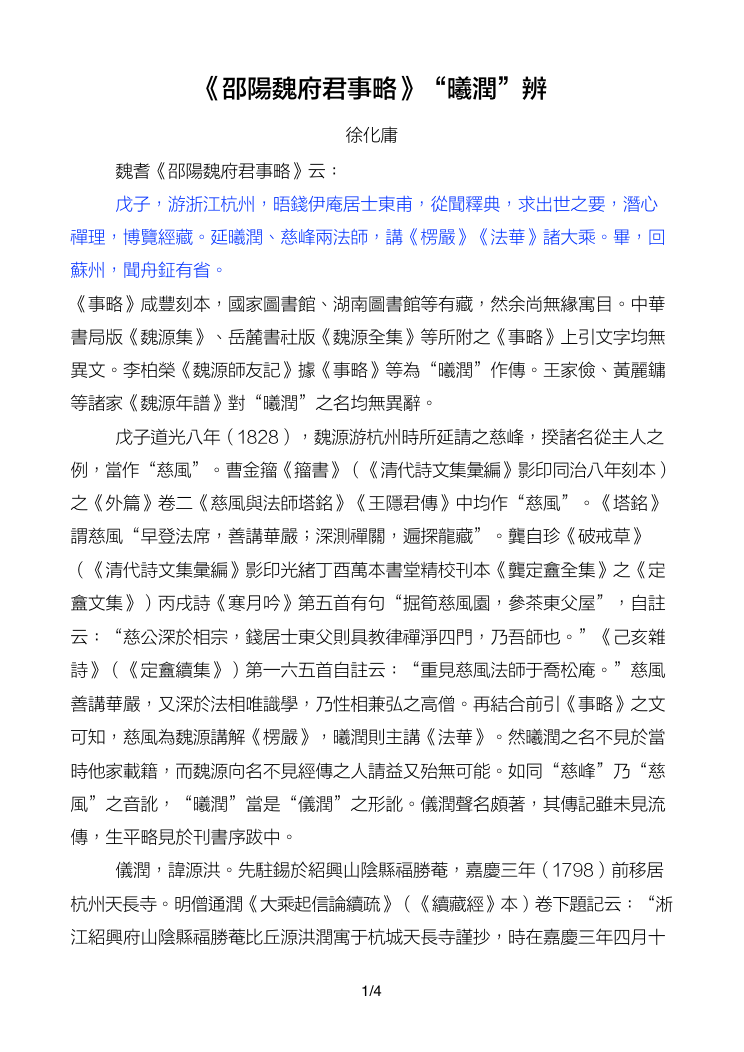 《邵陽魏府君事略》“曦潤”辨
徐化庸
魏耆《邵陽魏府君事略》云：
戊子，游浙江杭州，晤錢伊庵居士東甫，從聞釋典，求出世之要，潛心
禪理，博覽經藏。延曦潤、慈峰兩法師，講《楞嚴》《法華》諸大乘。畢，回
蘇州，聞舟鉦有省。
《事略》咸豐刻本，國家圖書館、湖南圖書館等有藏，然余尚無緣寓目。中華
書局版《魏源集》、岳麓書社版《魏源全集》等所附之《事略》上引文字均無
異文。李柏榮《魏源師友記》據《事略》等為“曦潤”作傳。王家儉、黃麗鏞
等諸家《魏源年譜》對“曦潤”之名均無異辭。
戊子道光八年（1828），魏源游杭州時所延請之慈峰，揆諸名從主人之
例，當作“慈風”。曹金籀《籀書》（《清代詩文集彙編》影印同治八年刻本）
之《外篇》卷二《慈風與法師塔銘》《王隱君傳》中均作“慈風”。《塔銘》
謂慈風“早登法席，善講華嚴；深測禪關，遍探龍藏”。龔自珍《破戒草》
（《清代詩文集彙編》影印光緒丁酉萬本書堂精校刊本《龔定盦全集》之《定
盦文集》）丙戌詩《寒月吟》第五首有句“掘筍慈風園，參茶東父屋”，自註
云：“慈公深於相宗，錢居士東父則具教律禪淨四門，乃吾師也。”《己亥雜
詩》（《定盦續集》）第一六五首自註云：“重見慈風法師于喬松庵。”慈風
善講華嚴，又深於法相唯識學，乃性相兼弘之高僧。再結合前引《事略》之文
可知，慈風為魏源講解《楞嚴》，曦潤則主講《法華》。然曦潤之名不見於當
時他家載籍，而魏源向名不見經傳之人請益又殆無可能。如同“慈峰”乃“慈
風”之音訛，“曦潤”當是“儀潤”之形訛。儀潤聲名頗著，其傳記雖未見流
傳，生平略見於刊書序跋中。
儀潤，諱源洪。先駐錫於紹興山陰縣福勝菴，嘉慶三年（1798）前移居
杭州天長寺。明僧通潤《大乘起信論續疏》（《續藏經》本）卷下題記云：“浙
江紹興府山陰縣福勝菴比丘源洪潤寓于杭城天長寺謹抄，時在嘉慶三年四月十
1/4